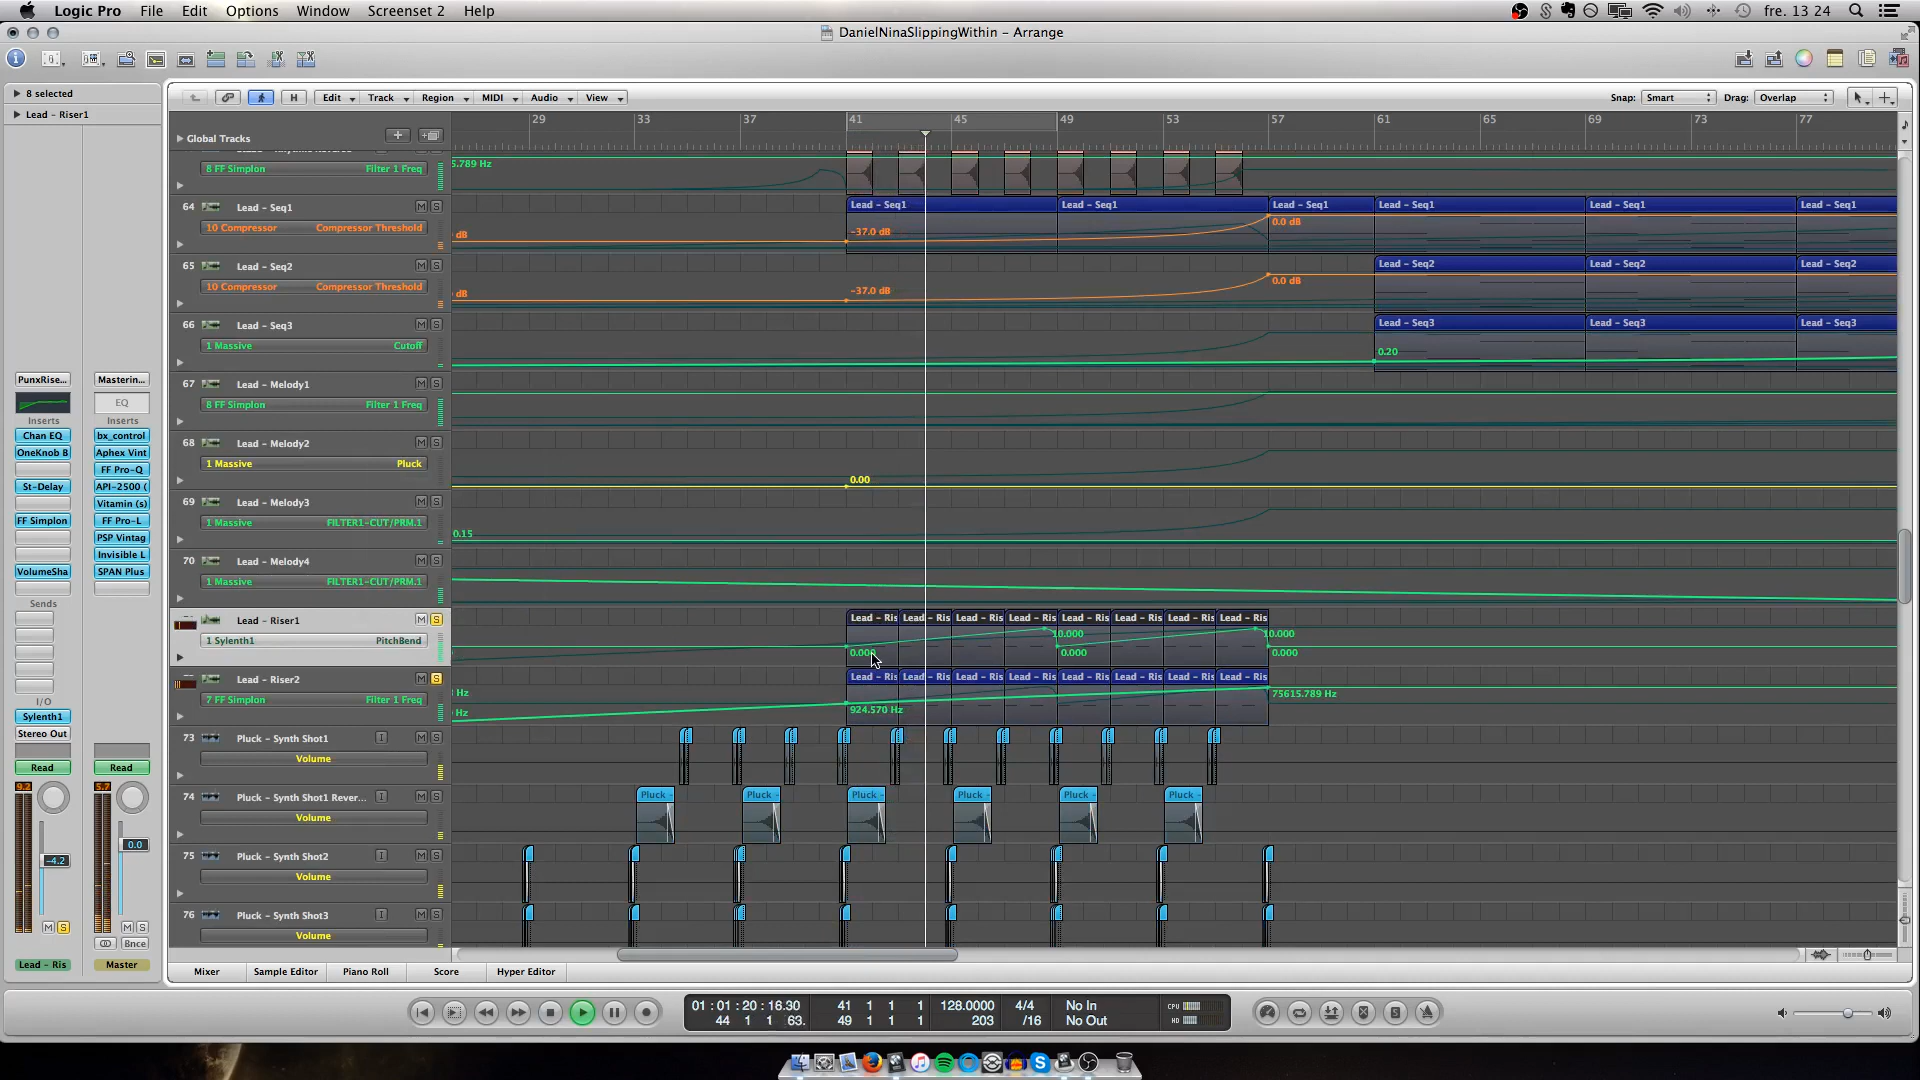 Logic Pro File Edit Options Window Screenset 2 Help fre. 13 24
DanielNinaSlippingWithin - Arrange
8 selected
Lead - Riser1
Edit Track Region MIDI Audio View Snap: Smart Drag: Overlap
H
Global Tracks
29 33 37 41 45 49 53 57 61 65 69 73 77
8 FF Simplon Filter 1 Freq
5.789 Hz
64 Lead - Seq1 M S
10 Compressor Compressor Threshold
dB
Lead - Seq1 Lead - Seq1 Lead - Seq1 Lead - Seq1 Lead - Seq1 Lead - Seq1
-37.0 dB 0.0 dB
65 Lead - Seq2 M S
10 Compressor Compressor Threshold
dB
-37.0 dB 0.0 dB
Lead - Seq2 Lead - Seq2 Lead - Seq2
66 Lead - Seq3 M S
1 Massive Cutoff
Lead - Seq3 Lead - Seq3 Lead - Seq3
0.20
67 Lead - Melody1 M S
8 FF Simplon Filter 1 Freq
68 Lead - Melody2 M S
1 Massive Pluck
0.00
69 Lead - Melody3 M S
1 Massive FILTER1-CUT/PRM.1
0.15
70 Lead - Melody4 M S
1 Massive FILTER1-CUT/PRM.1
Lead - Riser1 M S
1 Sylenth1 PitchBend
Lead - Ris Lead - Ris Lead - Ris Lead - Ris Lead - Ris Lead - Ris Lead - Ris Lead - Ris
10.000 10.000
0.000 0.000 0.000
Lead - Riser2 M S
7 FF Simplon Filter 1 Freq
Hz
Hz
Lead - Ris Lead - Ris Lead - Ris Lead - Ris Lead - Ris Lead - Ris Lead - Ris Lead - Ris
924.570 Hz 75615.789 Hz
73 Pluck - Synth Shot1 I M S
Volume
74 Pluck - Synth Shot1 Rever... I M S
Volume
Pluck - Pluck - Pluck - Pluck - Pluck - Pluck -
75 Pluck - Synth Shot2 I M S
Volume
76 Pluck - Synth Shot3 I M S
Volume
PunxRise... Masterin...
EQ
Inserts Inserts
Chan EQ bx_control
OneKnob B Aphex Vint
FF Pro-Q
St-Delay API-2500 (
Vitamin (s)
FF Simplon FF Pro-L
PSP Vintag
Invisible L
VolumeSha SPAN Plus
Sends
I/O
Sylenth1
Stereo Out
Read Read
9.2 5.7
-4.2 0.0
M S M S
Bnce
Lead - Ris Master
Mixer Sample Editor Piano Roll Score Hyper Editor
01 : 01 : 20 : 16.30 41 1 1 1 128.0000 4/4 No In CPU
44 1 1 63. 49 1 1 1 203 /16 No Out HD